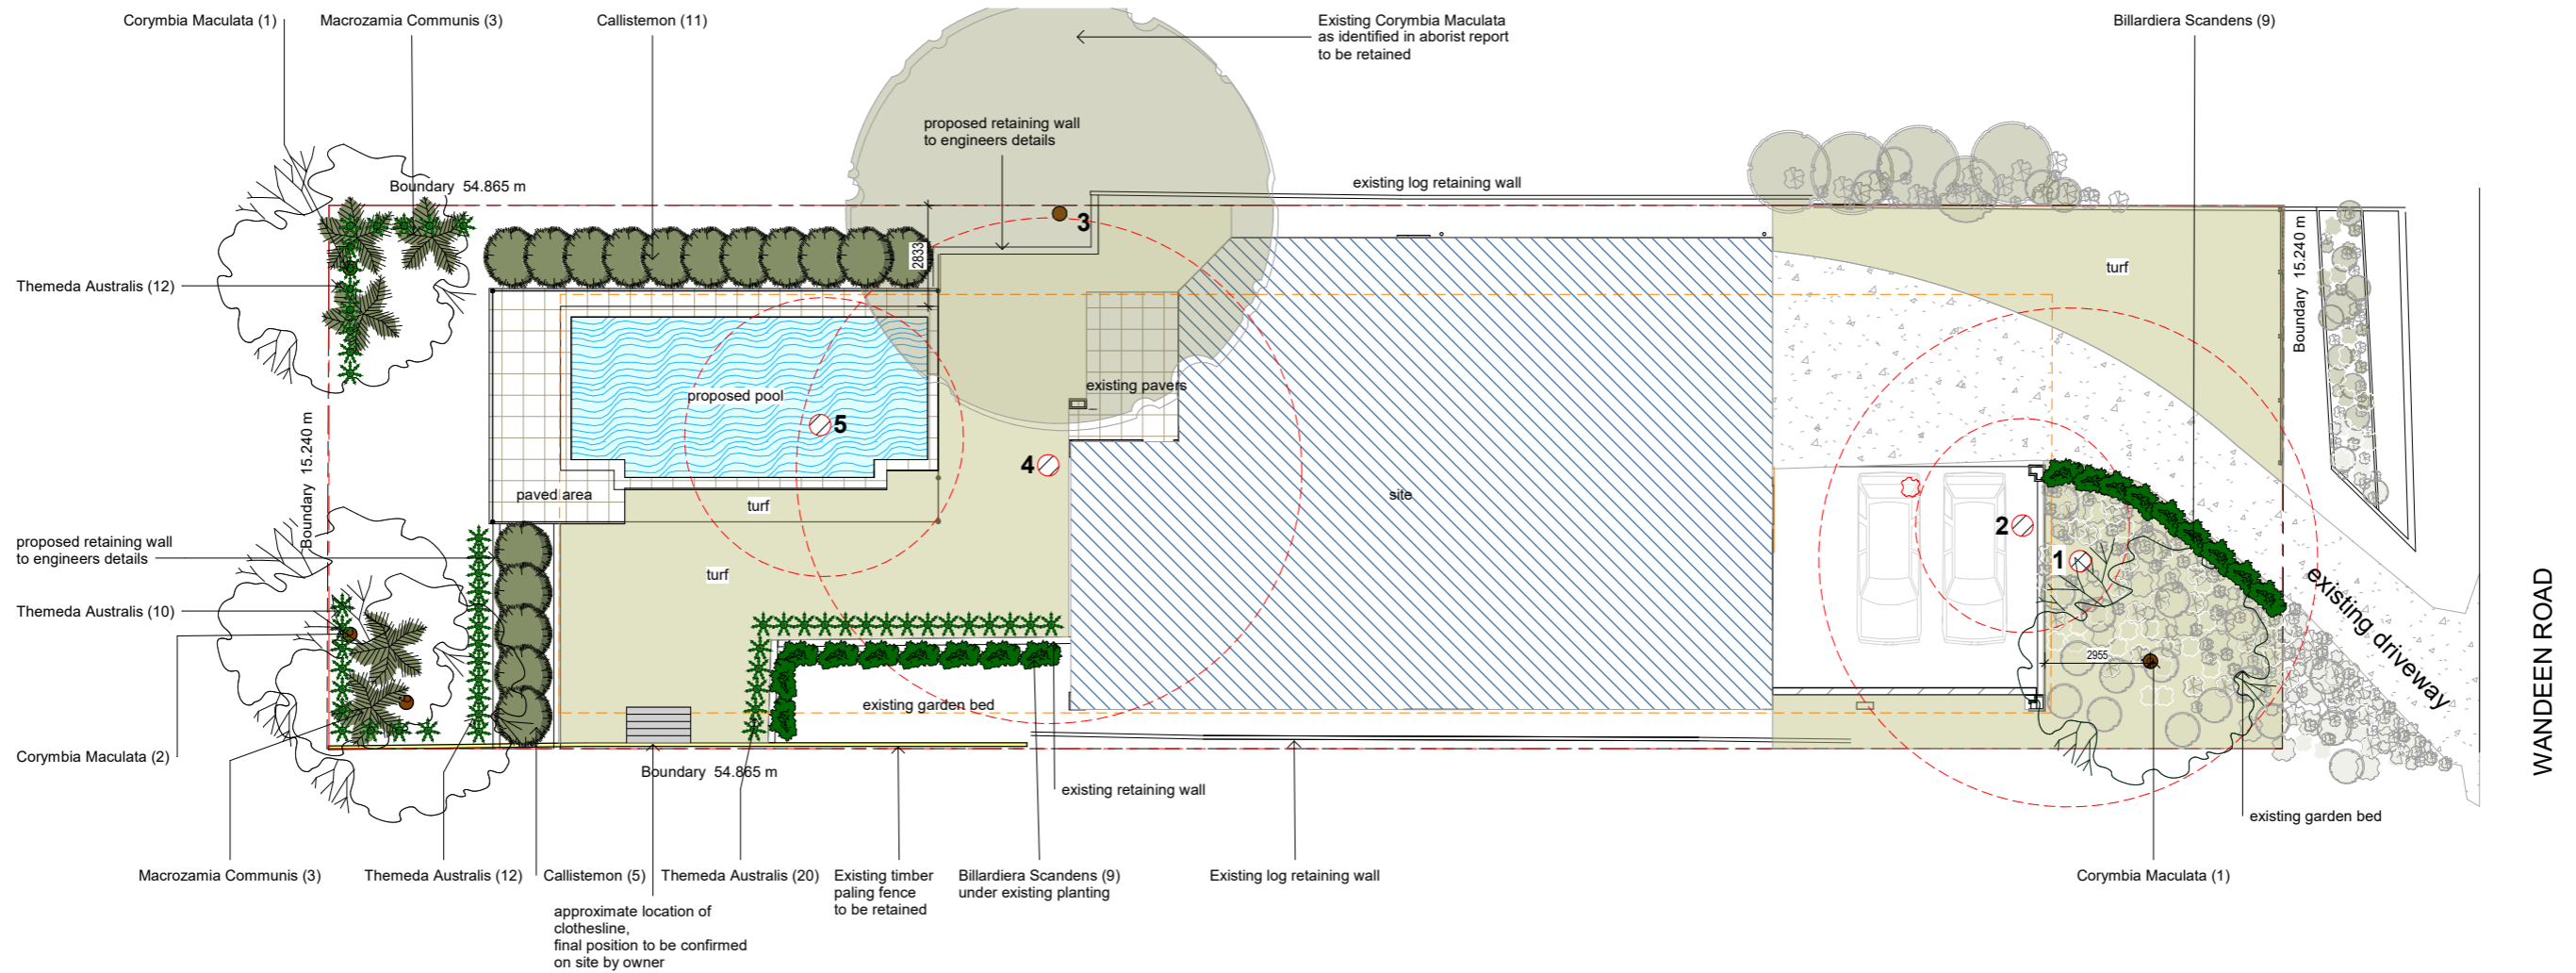 Corymbia Maculata (1)
Macrozamia Communis (3)
Callistemon (11)
Existing Corymbia Maculata
as identified in aborist report
to be retained
Billardiera Scandens (9)
proposed retaining wall
to engineers details
Boundary 54.865 m
existing log retaining wall
3
2833
Boundary 15.240 m
turf
Themeda Australis (12)
existing pavers
proposed pool
5
4
paved area
turf
site
2
1
Boundary 15.240 m
proposed retaining wall
to engineers details
turf
existing driveway
WANDEEN ROAD
Themeda Australis (10)
2955
existing garden bed
Corymbia Maculata (2)
Boundary 54.865 m
existing retaining wall
existing garden bed
Macrozamia Communis (3)
Themeda Australis (12)
Callistemon (5)
Themeda Australis (20)
Existing timber
paling fence
to be retained
Billardiera Scandens (9)
under existing planting
Existing log retaining wall
Corymbia Maculata (1)
approximate location of
clothesline,
final position to be confirmed
on site by owner